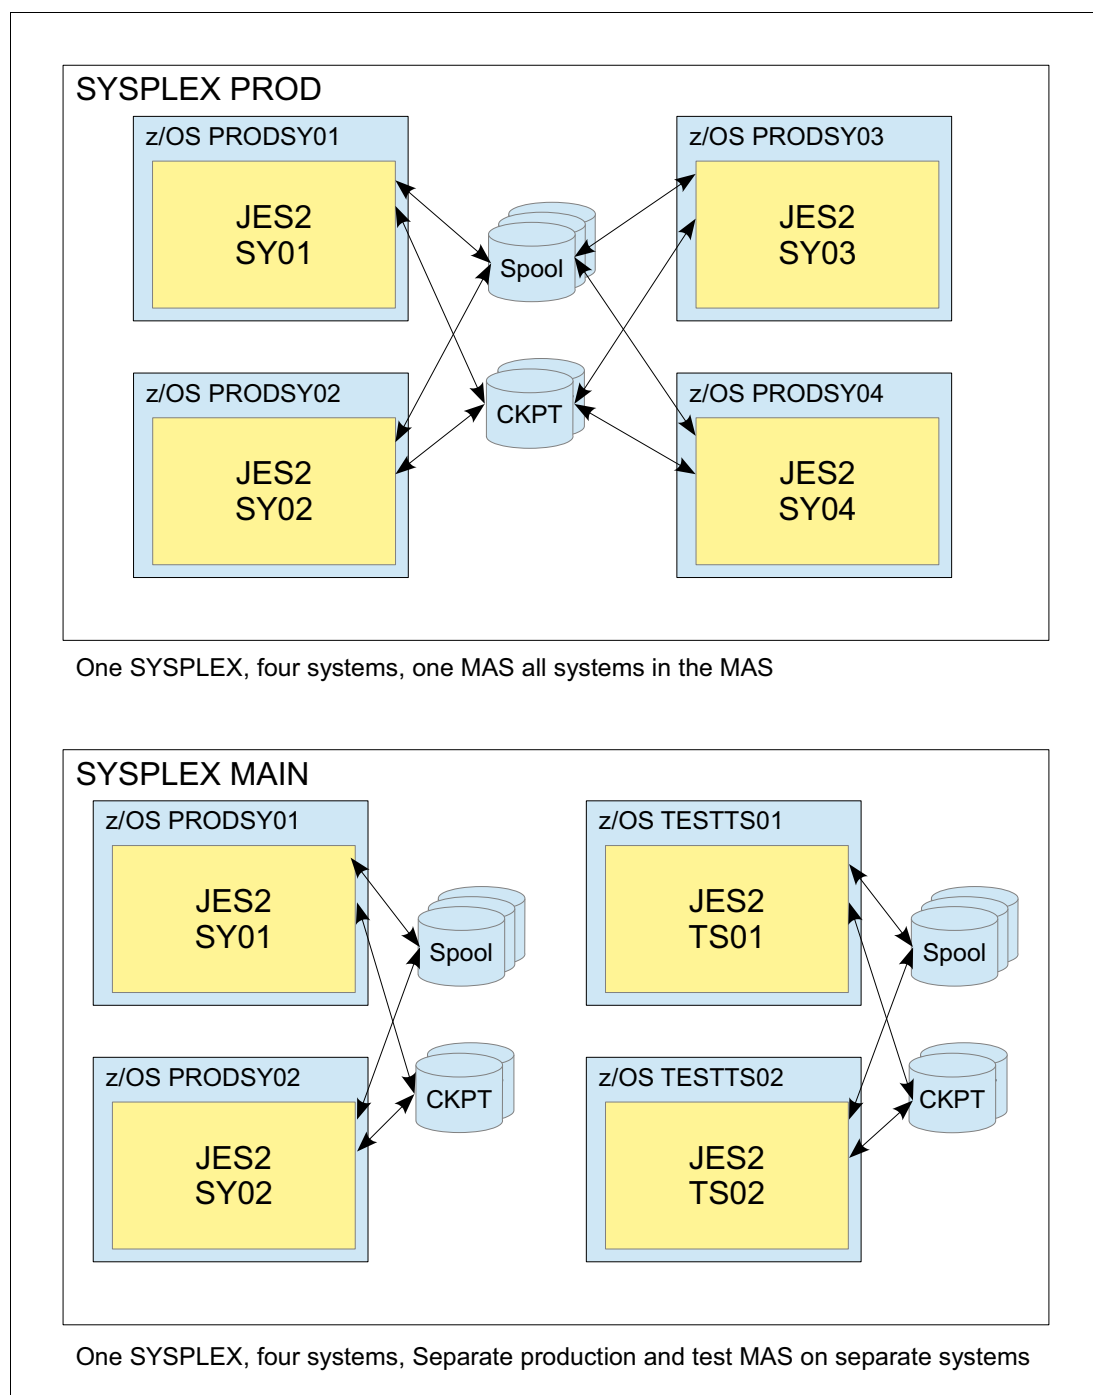 SYSPLEX PROD
z/OS PRODSY01
JES2
SY01
z/OS PRODSY03
JES2
SY03
Spool
z/OS PRODSY02
JES2
SY02
CKPT
z/OS PRODSY04
JES2
SY04
One SYSPLEX, four systems, one MAS all systems in the MAS
SYSPLEX MAIN
z/OS PRODSY01
JES2
SY01
Spool
z/OS TESTTS01
JES2
TS01
Spool
z/OS PRODSY02
JES2
SY02
CKPT
z/OS TESTTS02
JES2
TS02
CKPT
One SYSPLEX, four systems, Separate production and test MAS on separate systems